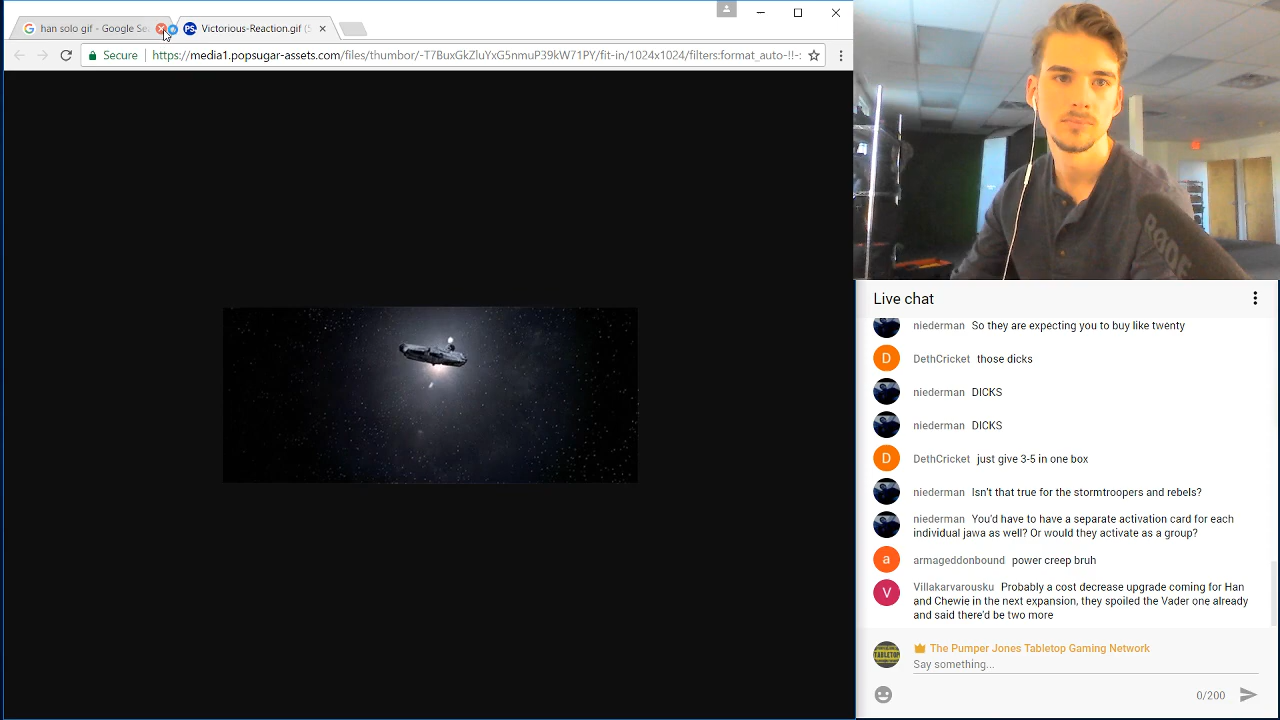 han solo gif - Google Se
PS
Victorious-Reaction.gif (5
Secure
https://media1.popsugar-assets.com/files/thumbor/-T7BuxGkZluYxG5nmuP39kW71PY/fit-in/1024x1024/filters:format_auto-!!-:
Live chat
niederman So they are expecting you to buy like twenty
D DethCricket those dicks
niederman DICKS
niederman DICKS
D DethCricket just give 3-5 in one box
niederman Isn't that true for the stormtroopers and rebels?
niederman You'd have to have a separate activation card for each
individual jawa as well? Or would they activate as a group?
a armageddonbound power creep bruh
V Villakarvarousku Probably a cost decrease upgrade coming for Han
and Chewie in the next expansion, they spoiled the Vader one already
and said there'd be two more
TABLETOP The Pumper Jones Tabletop Gaming Network
Say something...
0/200